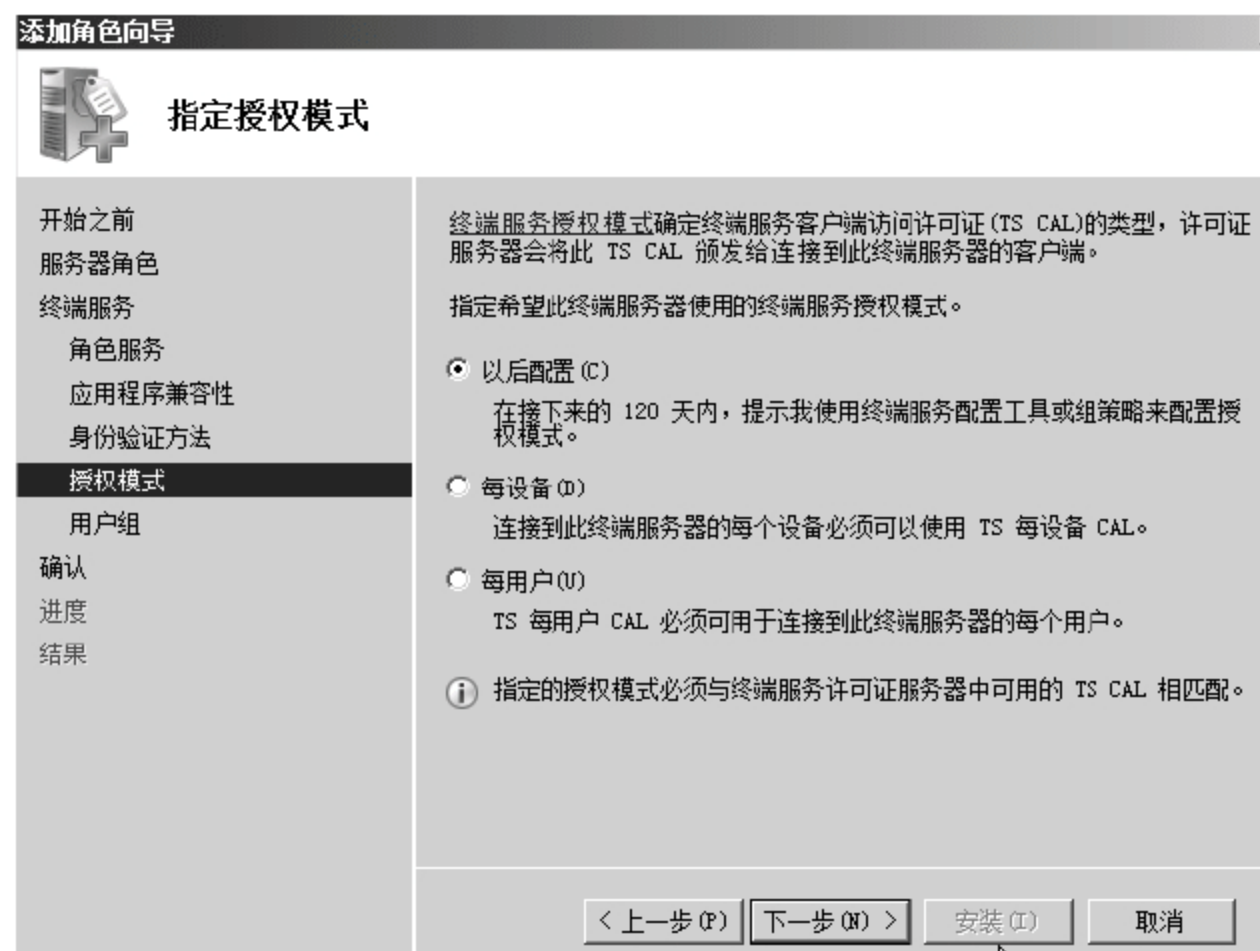 添加角色向导
指定授权模式
开始之前
服务器角色
终端服务
角色服务
应用程序兼容性
身份验证方法
授权模式
用户组
确认
进度
结果
终端服务授权模式确定终端服务客户端访问许可证(TS CAL)的类型，许可证
服务器会将此 TS CAL 颁发给连接到此终端服务器的客户端。
指定希望此终端服务器使用的终端服务授权模式。
以后配置(C)
在接下来的 120 天内，提示我使用终端服务配置工具或组策略来配置授
权模式。
每设备(D)
连接到此终端服务器的每个设备必须可以使用 TS 每设备 CAL。
每用户(U)
TS 每用户 CAL 必须可用于连接到此终端服务器的每个用户。
指定的授权模式必须与终端服务许可证服务器中可用的 TS CAL 相匹配。
< 上一步(P) 下一步(N) > 安装(I) 取消